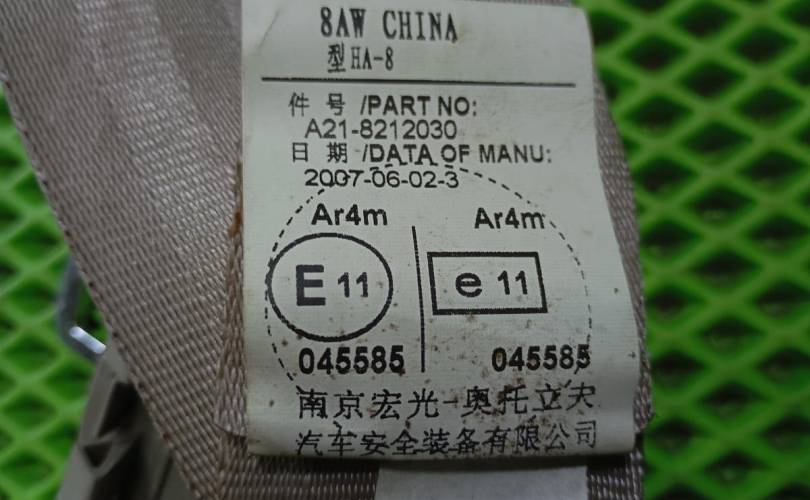 8AW CHINA
型HA-8
件 号 /PART NO:
A21-8212030
日 期 /DATA OF MANU:
2007-06-02-3
Ar4m Ar4m
E 11 e 11
045585 045585
南京宏光-奥托立夫
汽车安全装备有限公司